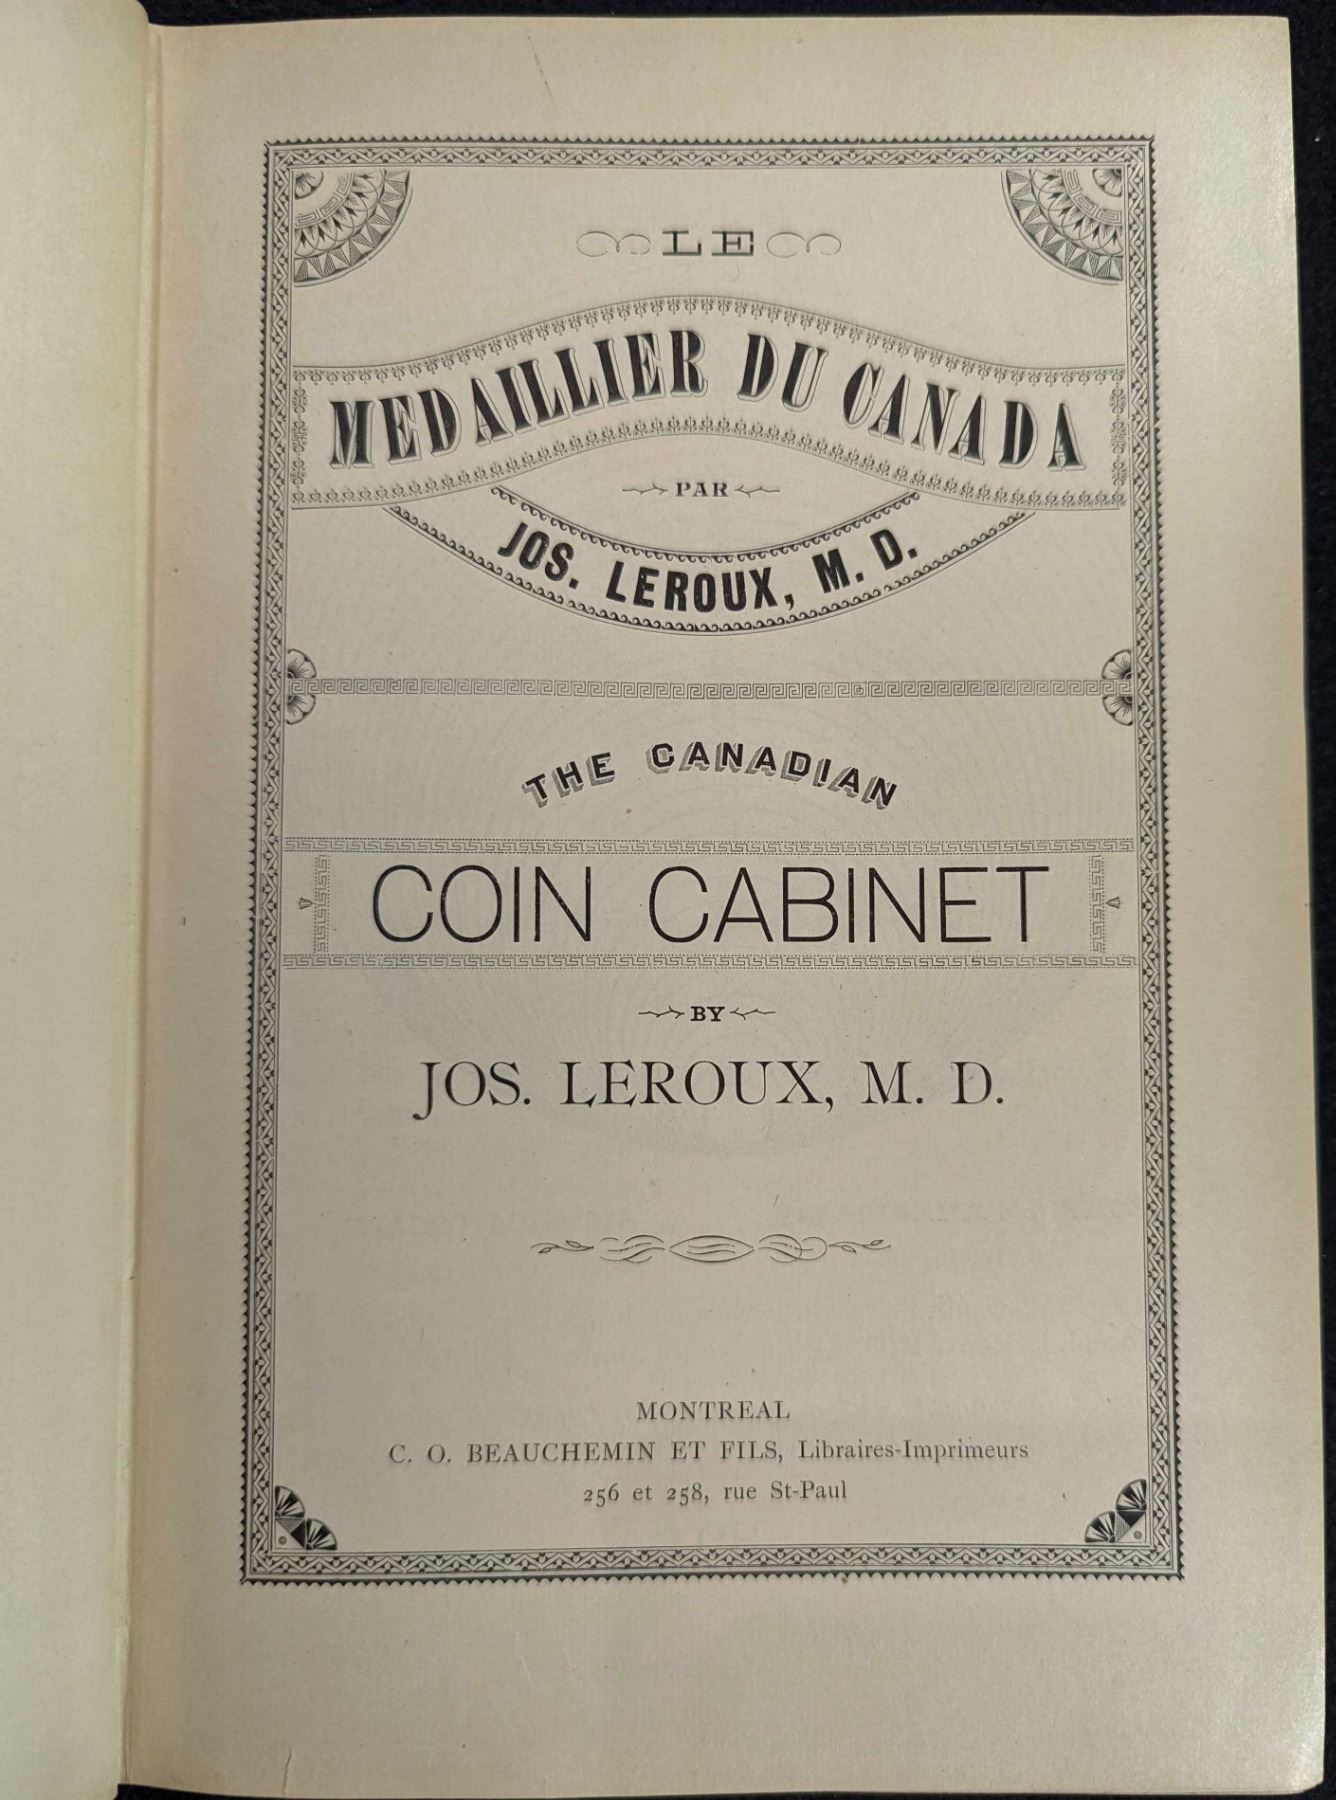 LE
MEDAILLIER DU CANADA
PAR
JOS. LEROUX, M. D.
THE CANADIAN
COIN CABINET
BY
JOS. LEROUX, M. D.
MONTREAL
C. O. BEAUCHEMIN ET FILS, Libraires-Imprimeurs
256 et 258, rue St-Paul